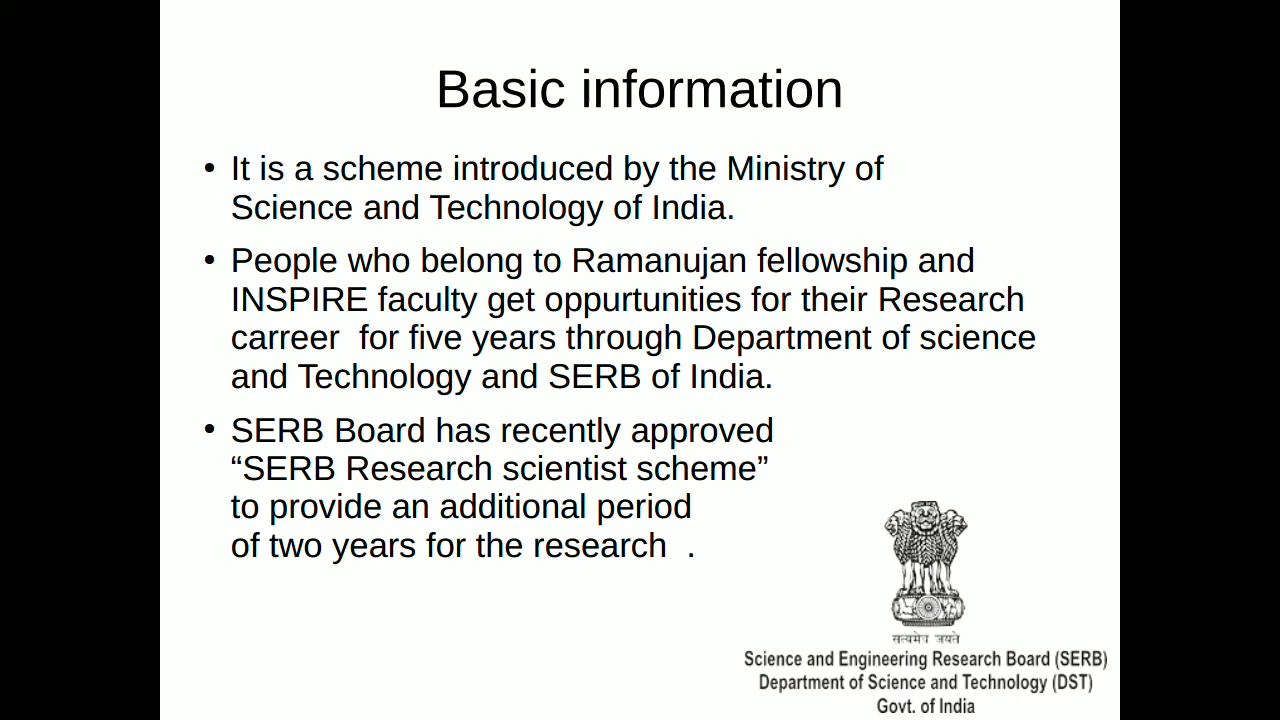 Basic information
• It is a scheme introduced by the Ministry of
Science and Technology of India.
• People who belong to Ramanujan fellowship and
INSPIRE faculty get oppurtunities for their Research
carreer  for five years through Department of science
and Technology and SERB of India.
• SERB Board has recently approved
“SERB Research scientist scheme”
to provide an additional period
of two years for the research  .
सत्यमेव जयते
Science and Engineering Research Board (SERB)
Department of Science and Technology (DST)
Govt. of India